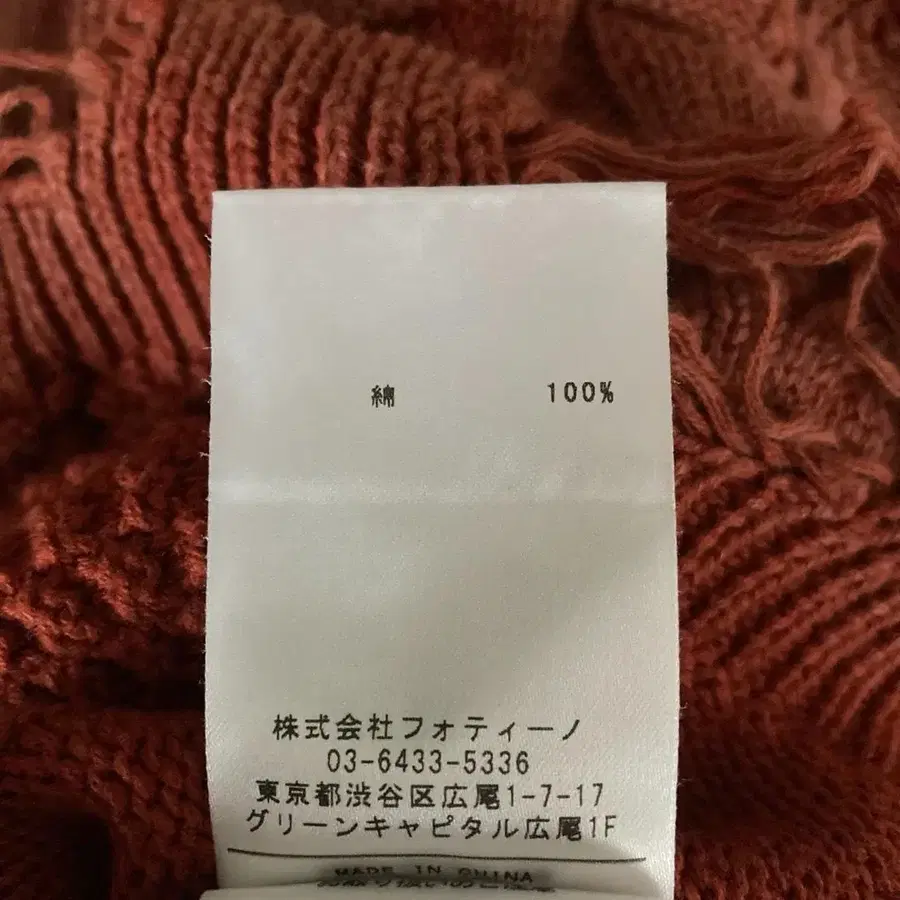 綿 100%
株式会社フォティーノ
03-6433-5336
東京都渋谷区広尾1-7-17
グリーンキャピタル広尾1F
MADE IN CHINA